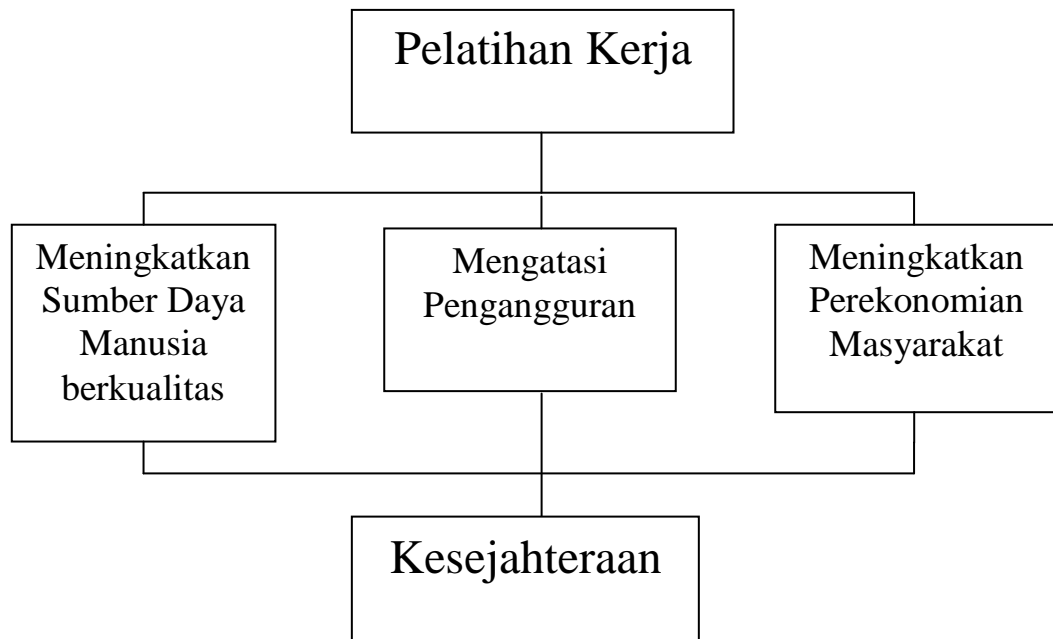 Pelatihan Kerja
Meningkatkan
Sumber Daya
Manusia
berkualitas
Mengatasi
Pengangguran
Meningkatkan
Perekonomian
Masyarakat
Kesejahteraan